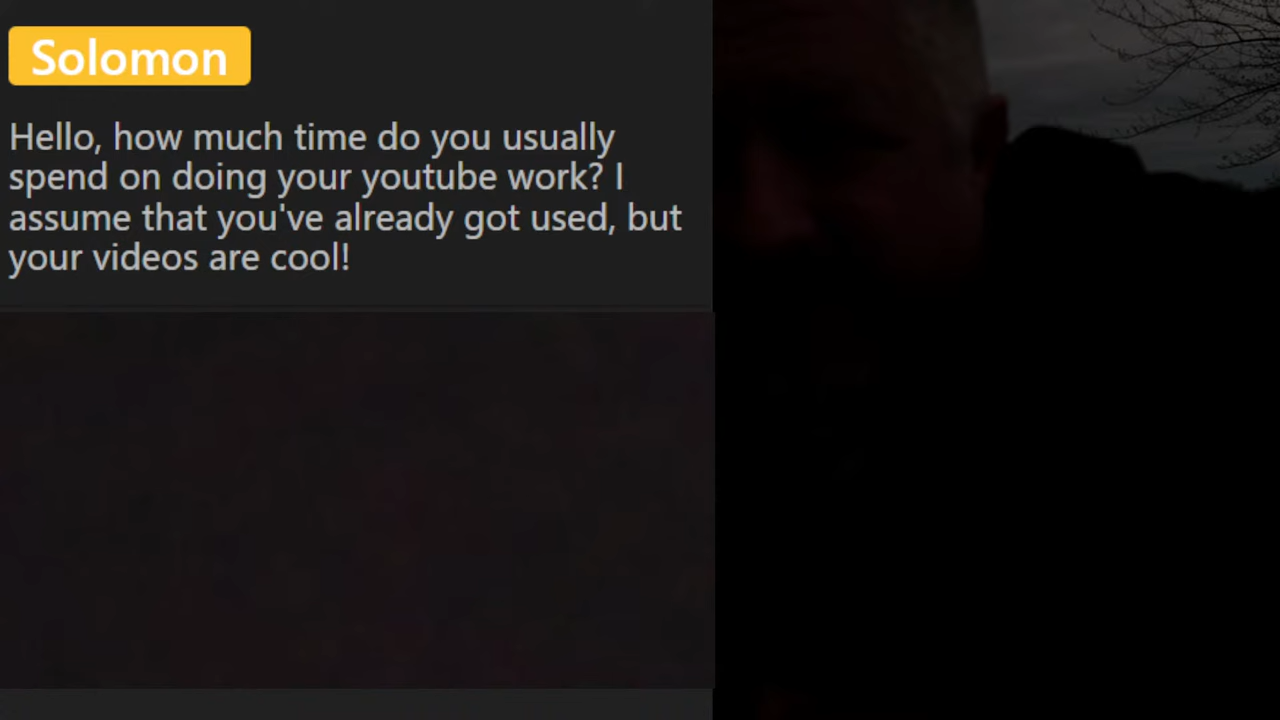 Solomon
Hello, how much time do you usually
spend on doing your youtube work? I
assume that you've already got used, but
your videos are cool!